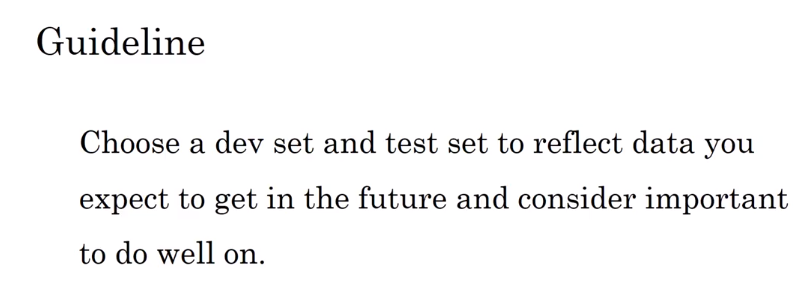 Guideline
Choose a dev set and test set to reflect data you
expect to get in the future and consider important
to do well on.